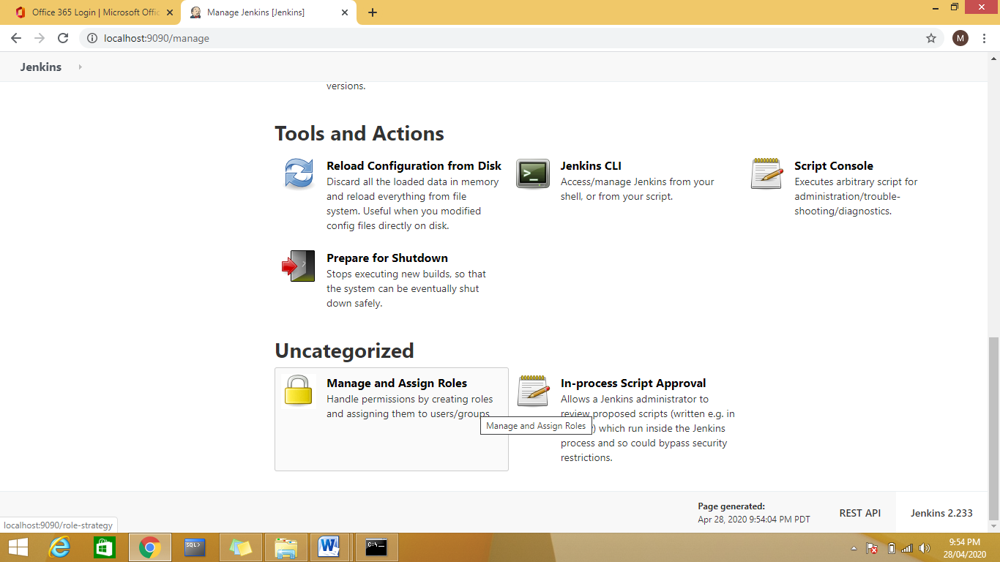 Office 365 Login | Microsoft Offic
Manage Jenkins [Jenkins]
localhost:9090/manage
M
Jenkins
versions.
Tools and Actions
Reload Configuration from Disk
Discard all the loaded data in memory
and reload everything from file
system. Useful when you modified
config files directly on disk.
Jenkins CLI
Access/manage Jenkins from your
shell, or from your script.
Script Console
Executes arbitrary script for
administration/trouble-
shooting/diagnostics.
Prepare for Shutdown
Stops executing new builds, so that
the system can be eventually shut
down safely.
Uncategorized
Manage and Assign Roles
Handle permissions by creating roles
and assigning them to users/groups
Manage and Assign Roles
In-process Script Approval
Allows a Jenkins administrator to
review proposed scripts (written e.g. in
) which run inside the Jenkins
process and so could bypass security
restrictions.
Page generated:
Apr 28, 2020 9:54:04 PM PDT
REST API
Jenkins 2.233
localhost:9090/role-strategy
SQL>
C:\_
9:54 PM
28/04/2020